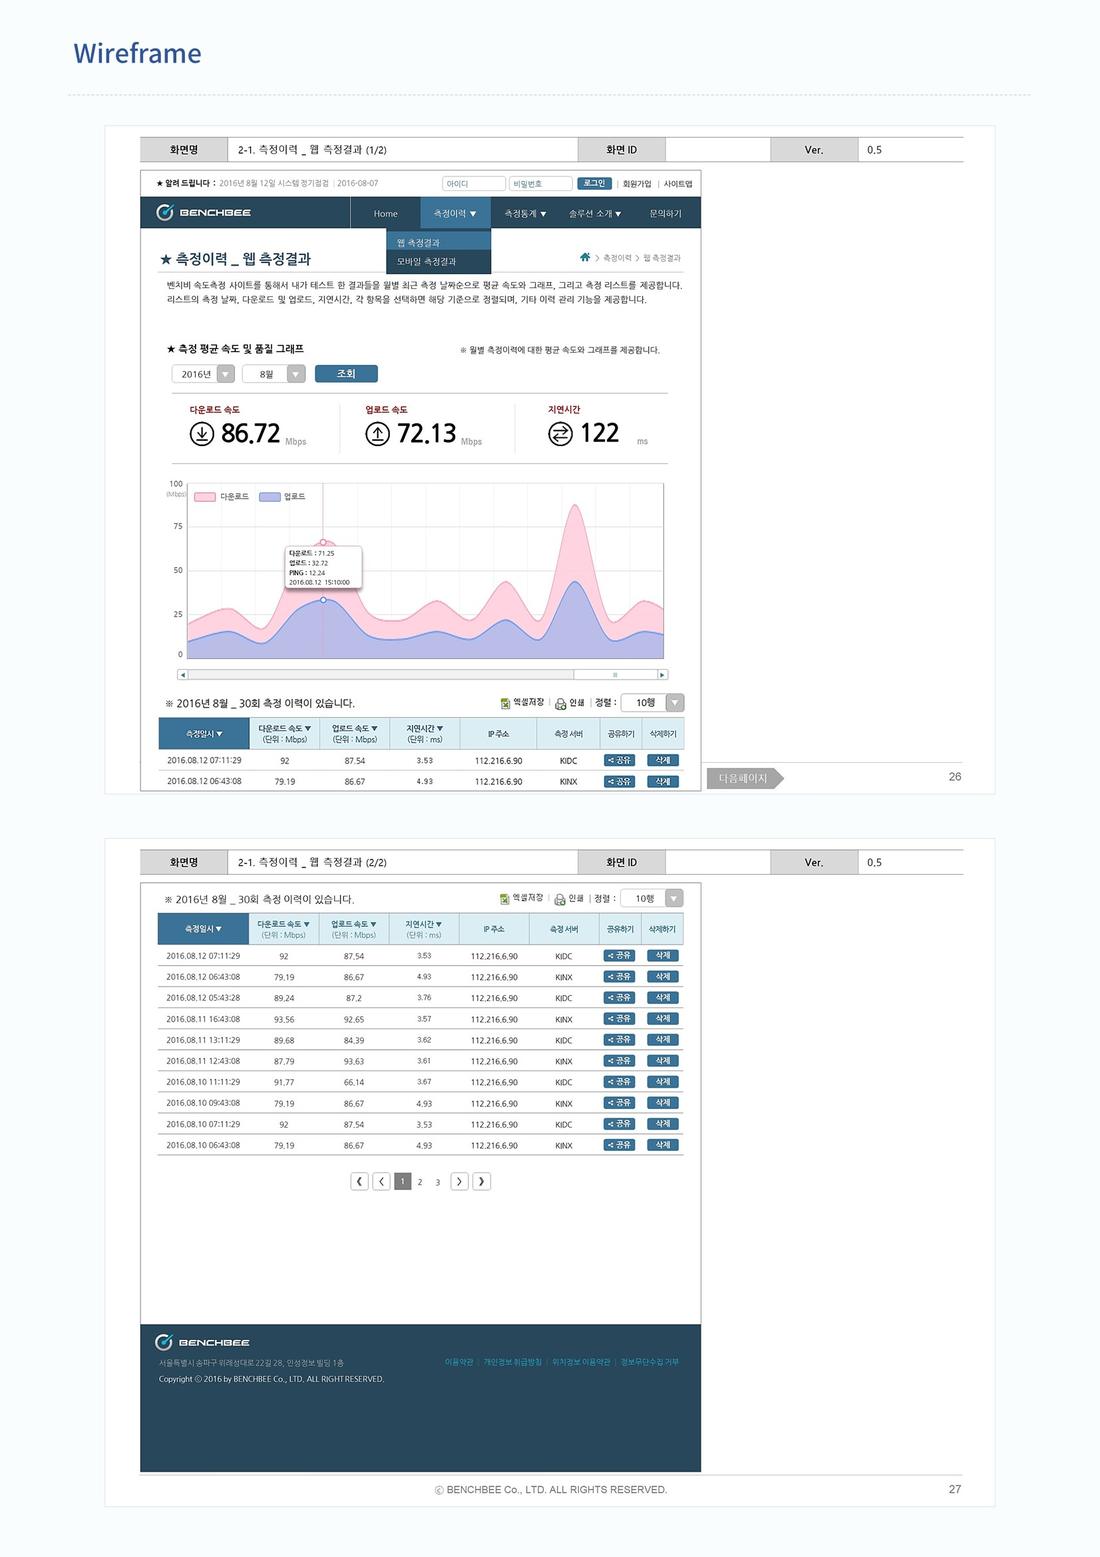 Wireframe
화면명 2-1. 측정이력 _ 웹 측정결과 (1/2) 화면 ID Ver. 0.5
★ 알려 드립니다 : 2016년 8월 12일 시스템 정기점검 | 2016-08-07 아이디 비밀번호 로그인 | 회원가입 | 사이트맵
BENCHBEE Home 측정이력 ▼ 측정통계 ▼ 솔루션 소개 ▼ 문의하기
웹 측정결과
모바일 측정결과
★ 측정이력 _ 웹 측정결과 > 측정이력 > 웹 측정결과
벤치비 속도측정 사이트를 통해서 내가 테스트 한 결과들을 월별 최근 측정 날짜순으로 평균 속도와 그래프, 그리고 측정 리스트를 제공합니다.
리스트의 측정 날짜, 다운로드 및 업로드, 지연시간, 각 항목을 선택하면 해당 기준으로 정렬되며, 기타 이력 관리 기능을 제공합니다.
★ 측정 평균 속도 및 품질 그래프 ※ 월별 측정이력에 대한 평균 속도와 그래프를 제공합니다.
2016년 ▼ 8월 ▼ 조회
다운로드 속도 업로드 속도 지연시간
86.72 Mbps 72.13 Mbps 122 ms
100
(Mbps) 다운로드 업로드
75
다운로드 : 71.25
업로드 : 32.72
PING : 12.24
2016.08.12 15:10:00
50
25
0
※ 2016년 8월 _ 30회 측정 이력이 있습니다. 엑셀저장 | 인쇄 | 정렬 : 10행 ▼
측정일시 ▼ 다운로드 속도 ▼ (단위 : Mbps) 업로드 속도 ▼ (단위 : Mbps) 지연시간 ▼ (단위 : ms) IP 주소 측정 서버 공유하기 삭제하기
2016.08.12 07:11:29 92 87.54 3.53 112.216.6.90 KIDC 공유 삭제
2016.08.12 06:43:08 79.19 86.67 4.93 112.216.6.90 KINX 공유 삭제
다음페이지 26
화면명 2-1. 측정이력 _ 웹 측정결과 (2/2) 화면 ID Ver. 0.5
※ 2016년 8월 _ 30회 측정 이력이 있습니다. 엑셀저장 | 인쇄 | 정렬 : 10행 ▼
측정일시 ▼ 다운로드 속도 ▼ (단위 : Mbps) 업로드 속도 ▼ (단위 : Mbps) 지연시간 ▼ (단위 : ms) IP 주소 측정 서버 공유하기 삭제하기
2016.08.12 07:11:29 92 87.54 3.53 112.216.6.90 KIDC 공유 삭제
2016.08.12 06:43:08 79.19 86.67 4.93 112.216.6.90 KINX 공유 삭제
2016.08.12 05:43:28 89.24 87.2 3.76 112.216.6.90 KIDC 공유 삭제
2016.08.11 16:43:08 93.56 92.65 3.57 112.216.6.90 KINX 공유 삭제
2016.08.11 13:11:29 89.68 84.39 3.62 112.216.6.90 KIDC 공유 삭제
2016.08.11 12:43:08 87.79 93.63 3.61 112.216.6.90 KINX 공유 삭제
2016.08.10 11:11:29 91.77 66.14 3.67 112.216.6.90 KIDC 공유 삭제
2016.08.10 09:43:08 79.19 86.67 4.93 112.216.6.90 KINX 공유 삭제
2016.08.10 07:11:29 92 87.54 3.53 112.216.6.90 KIDC 공유 삭제
2016.08.10 06:43:08 79.19 86.67 4.93 112.216.6.90 KINX 공유 삭제
1 2 3
BENCHBEE
서울특별시 송파구 위례성대로 22길 28, 민성정보 빌딩 1층 이용약관 | 개인정보 취급방침 | 위치정보 이용약관 | 정보무단수집 거부
Copyright ⓒ 2016 by BENCHBEE Co., LTD. ALL RIGHT RESERVED.
ⓒ BENCHBEE Co., LTD. ALL RIGHTS RESERVED. 27